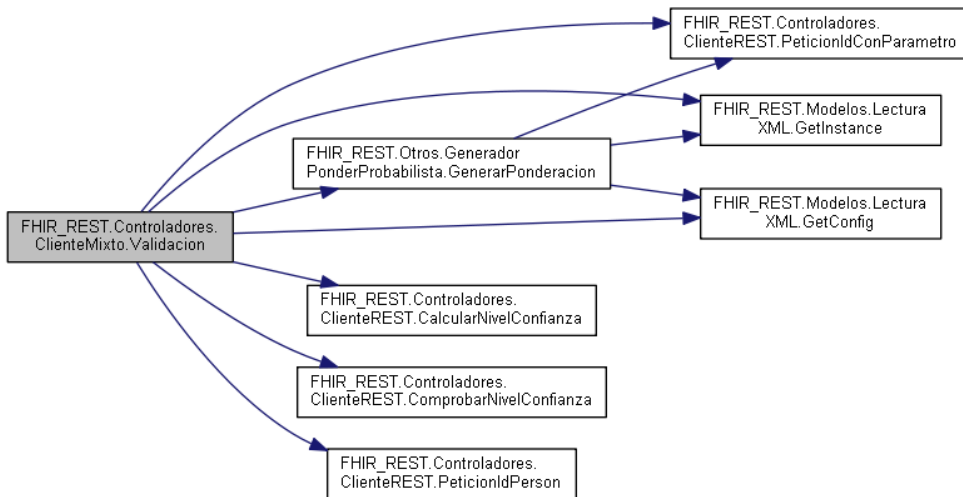 FHIR_REST.Controladores.
ClienteREST.PeticionIdConParametro
FHIR_REST.Modelos.Lectura
XML.GetInstance
FHIR_REST.Otros.Generador
PonderProbabilista.GenerarPonderacion
FHIR_REST.Modelos.Lectura
XML.GetConfig
FHIR_REST.Controladores.
ClienteMixto.Validacion
FHIR_REST.Controladores.
ClienteREST.CalcularNivelConfianza
FHIR_REST.Controladores.
ClienteREST.ComprobarNivelConfianza
FHIR_REST.Controladores.
ClienteREST.PeticionIdPerson